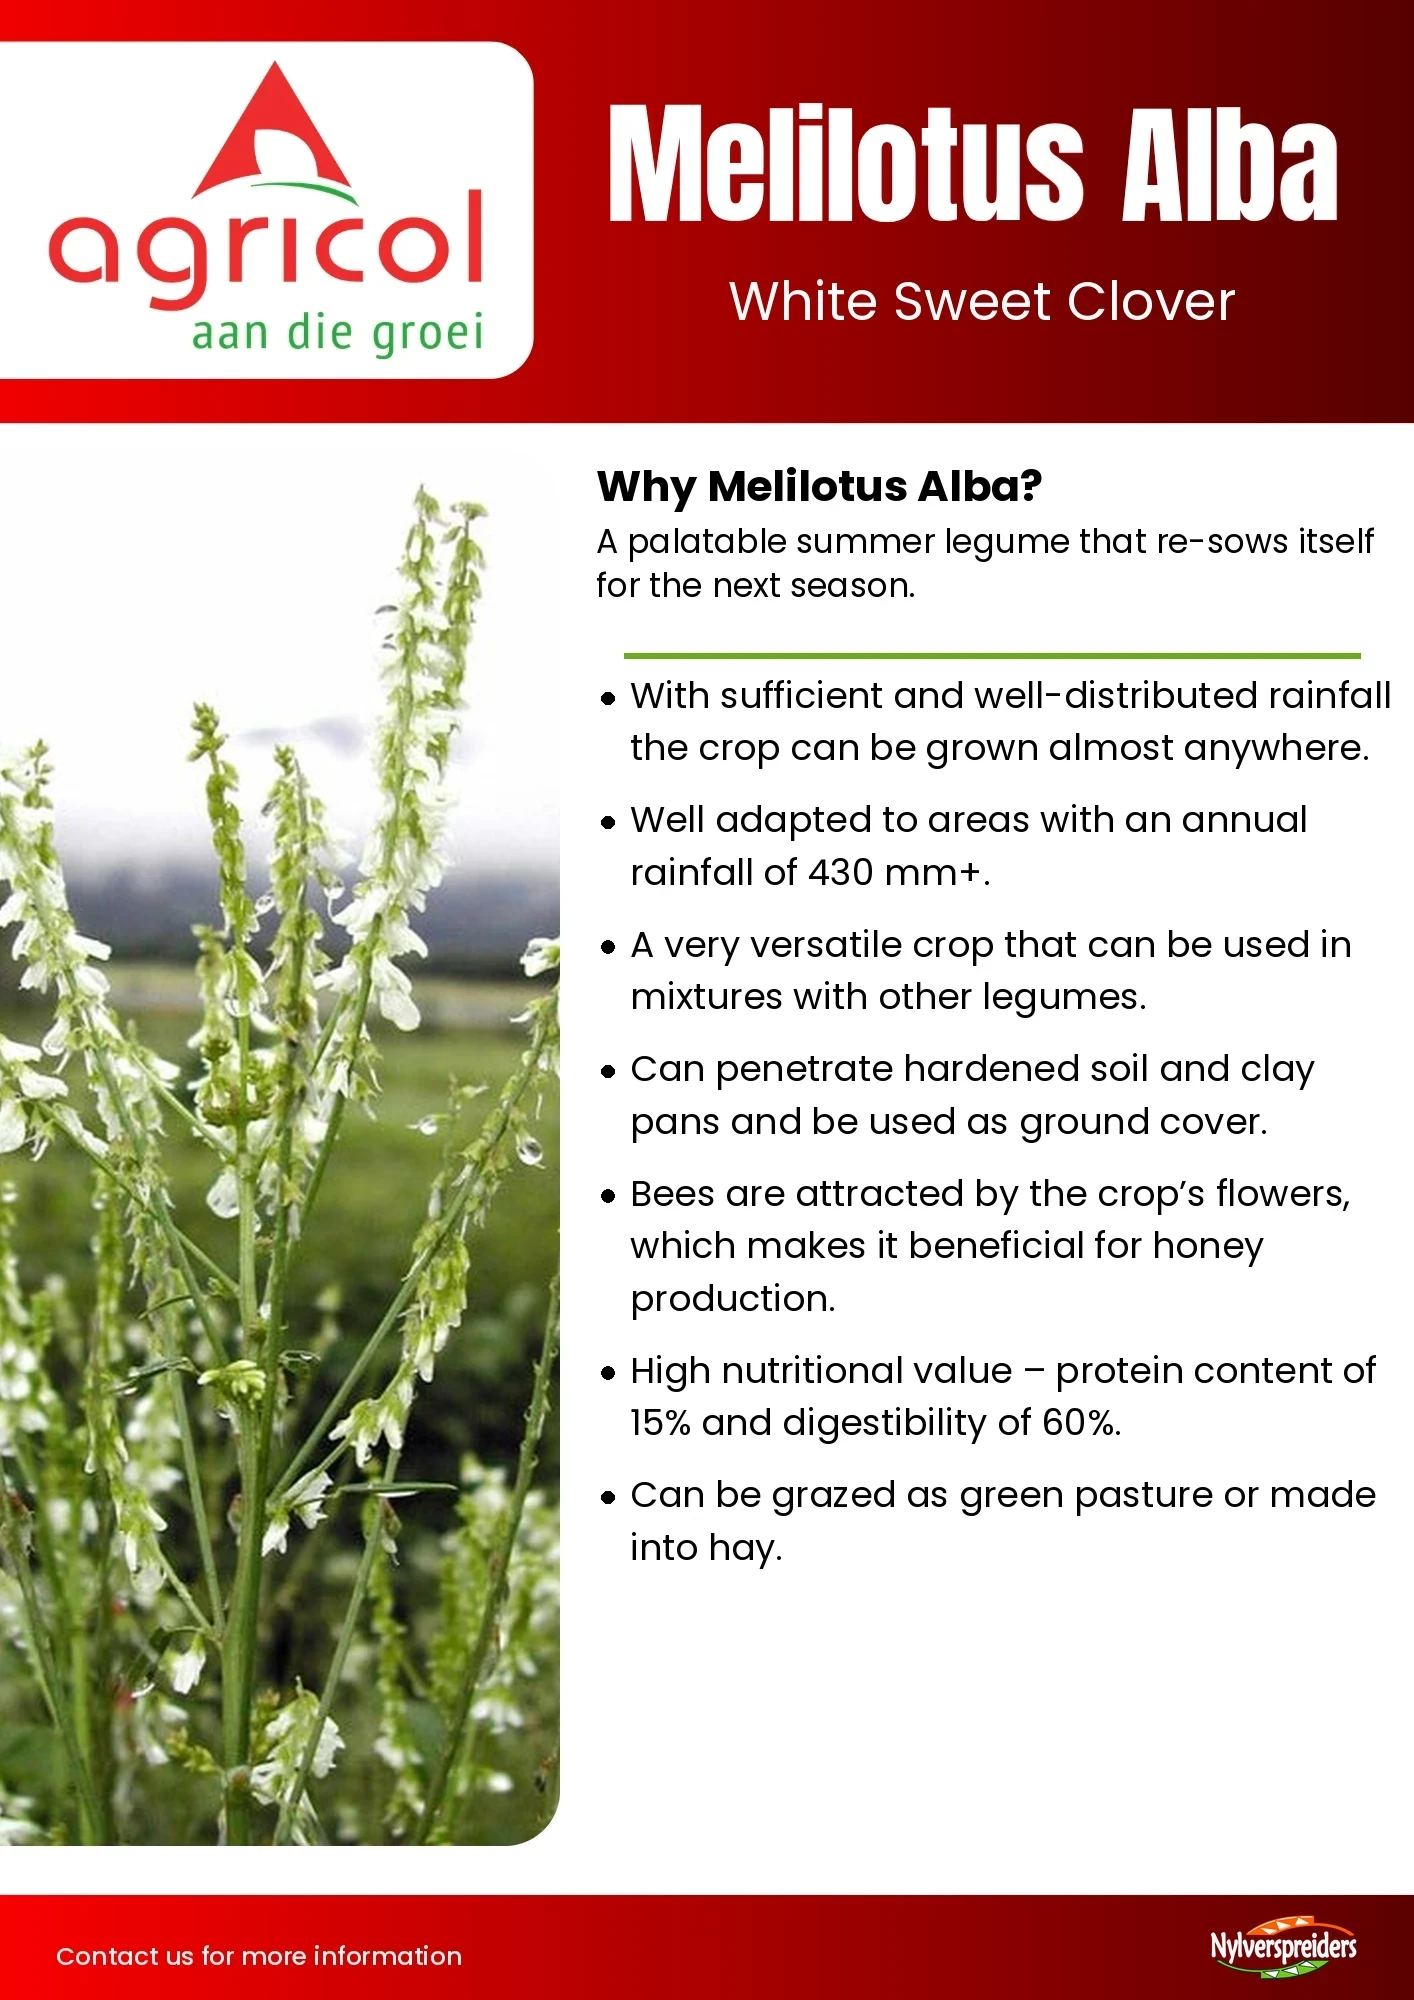 agricol
aan die groei
Melilotus Alba
White Sweet Clover
Why Melilotus Alba?
A palatable summer legume that re-sows itself
for the next season.
• With sufficient and well-distributed rainfall
the crop can be grown almost anywhere.
• Well adapted to areas with an annual
rainfall of 430 mm+.
• A very versatile crop that can be used in
mixtures with other legumes.
• Can penetrate hardened soil and clay
pans and be used as ground cover.
• Bees are attracted by the crop’s flowers,
which makes it beneficial for honey
production.
• High nutritional value – protein content of
15% and digestibility of 60%.
• Can be grazed as green pasture or made
into hay.
Contact us for more information
Nylverspreiders